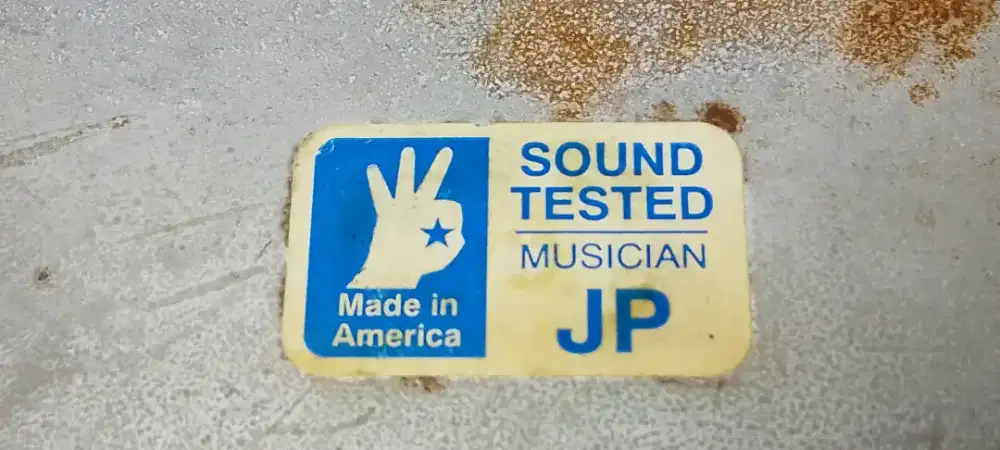 Made in
America
SOUND
TESTED
MUSICIAN
JP